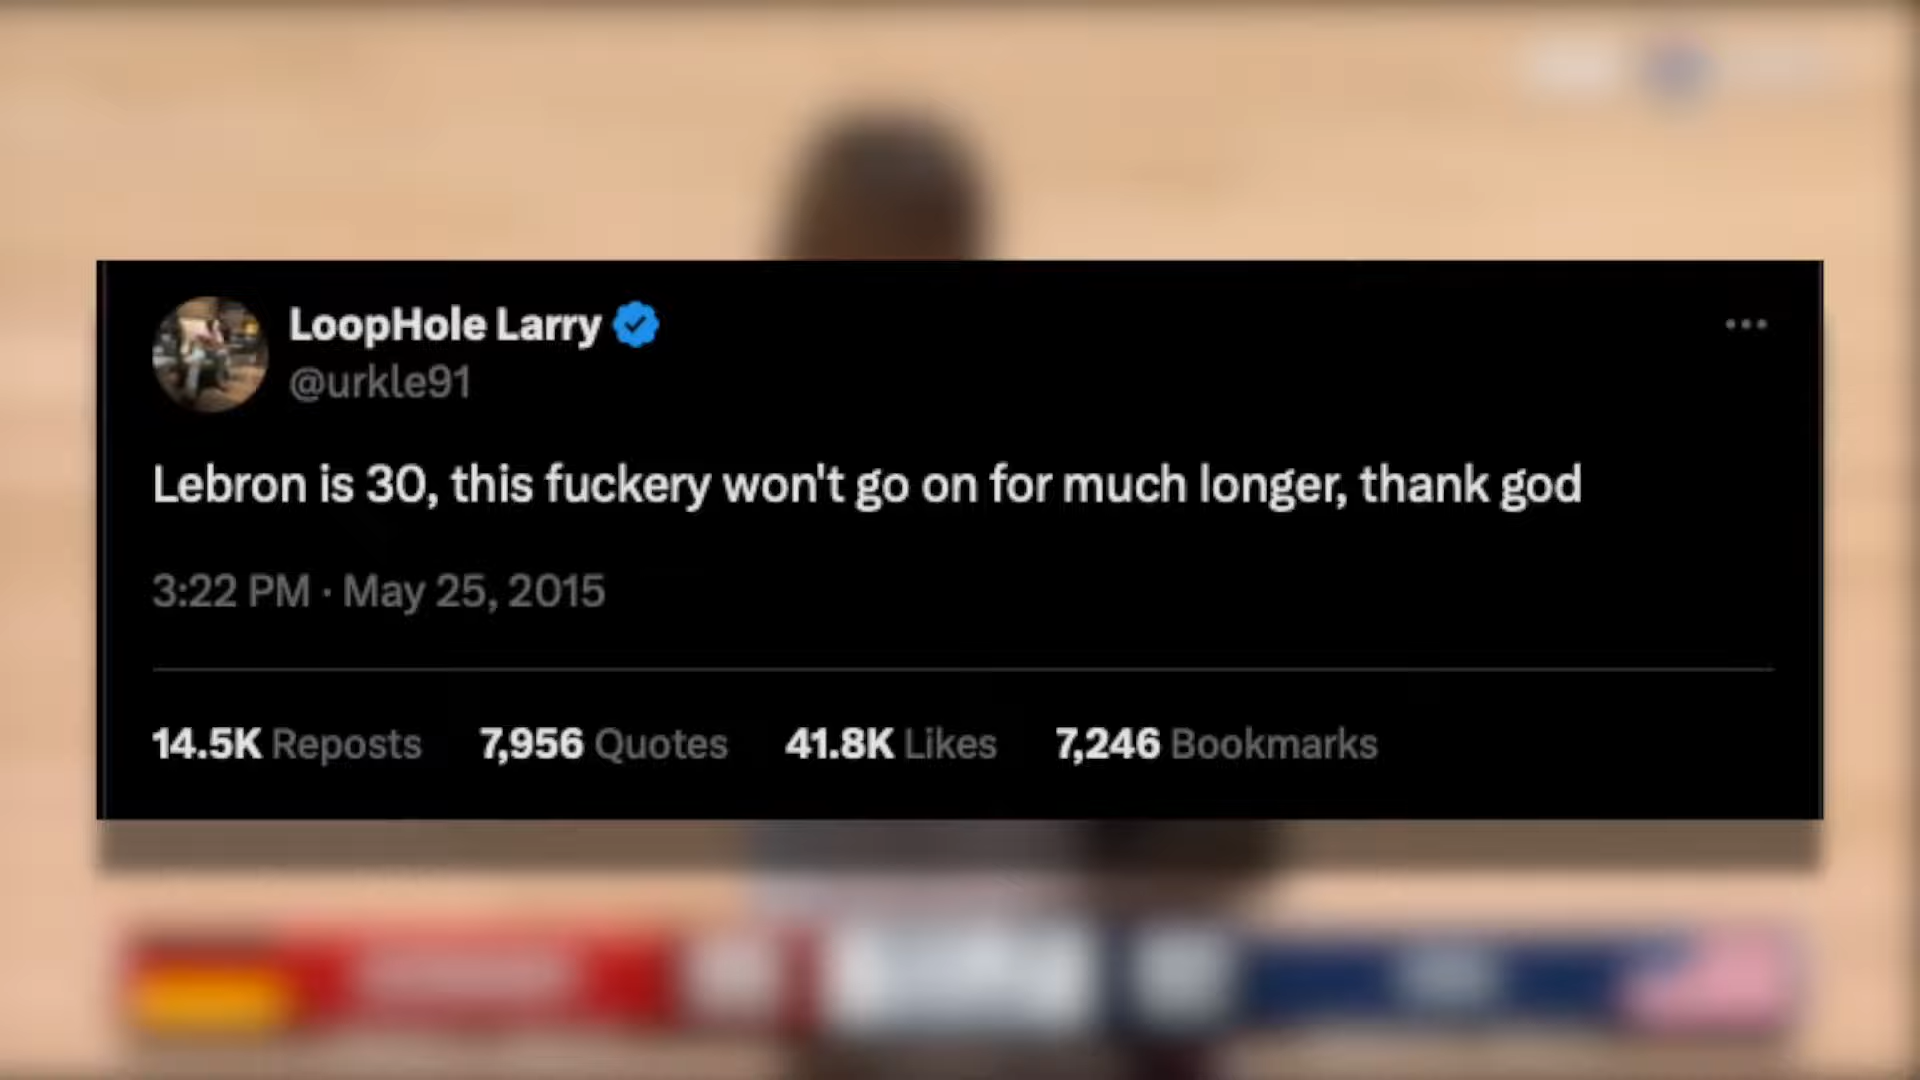 LoopHole Larry
@urkle91
Lebron is 30, this fuckery won't go on for much longer, thank god
3:22 PM · May 25, 2015
14.5K Reposts 7,956 Quotes 41.8K Likes 7,246 Bookmarks